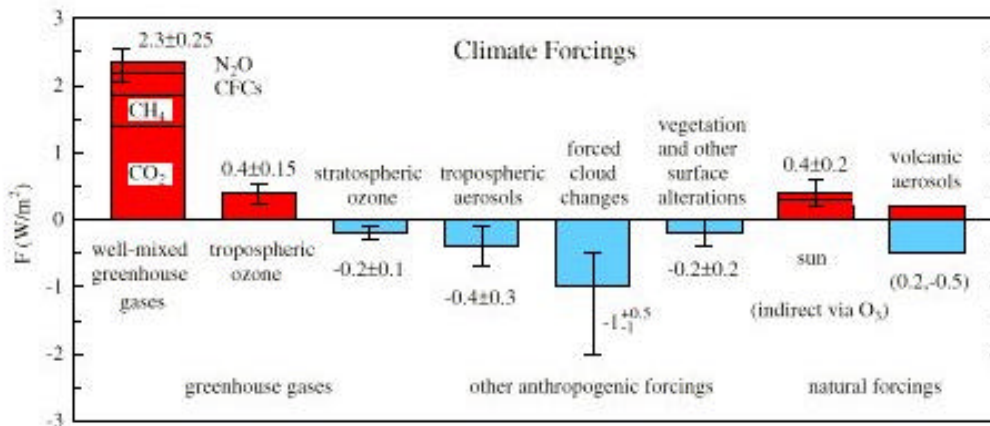 Climate Forcings
F (W/m²)
3
2
1
0
-1
-2
-3
2.3±0.25
N₂O
CFCs
CH₄
CO₂
well-mixed
greenhouse
gases
0.4±0.15
tropospheric
ozone
stratospheric
ozone
-0.2±0.1
tropospheric
aerosols
-0.4±0.3
forced
cloud
changes
-1+0.5-1
vegetation
and other
surface
alterations
-0.2±0.2
0.4±0.2
sun
(indirect via O₃)
volcanic
aerosols
(0.2,-0.5)
greenhouse gases
other anthropogenic forcings
natural forcings